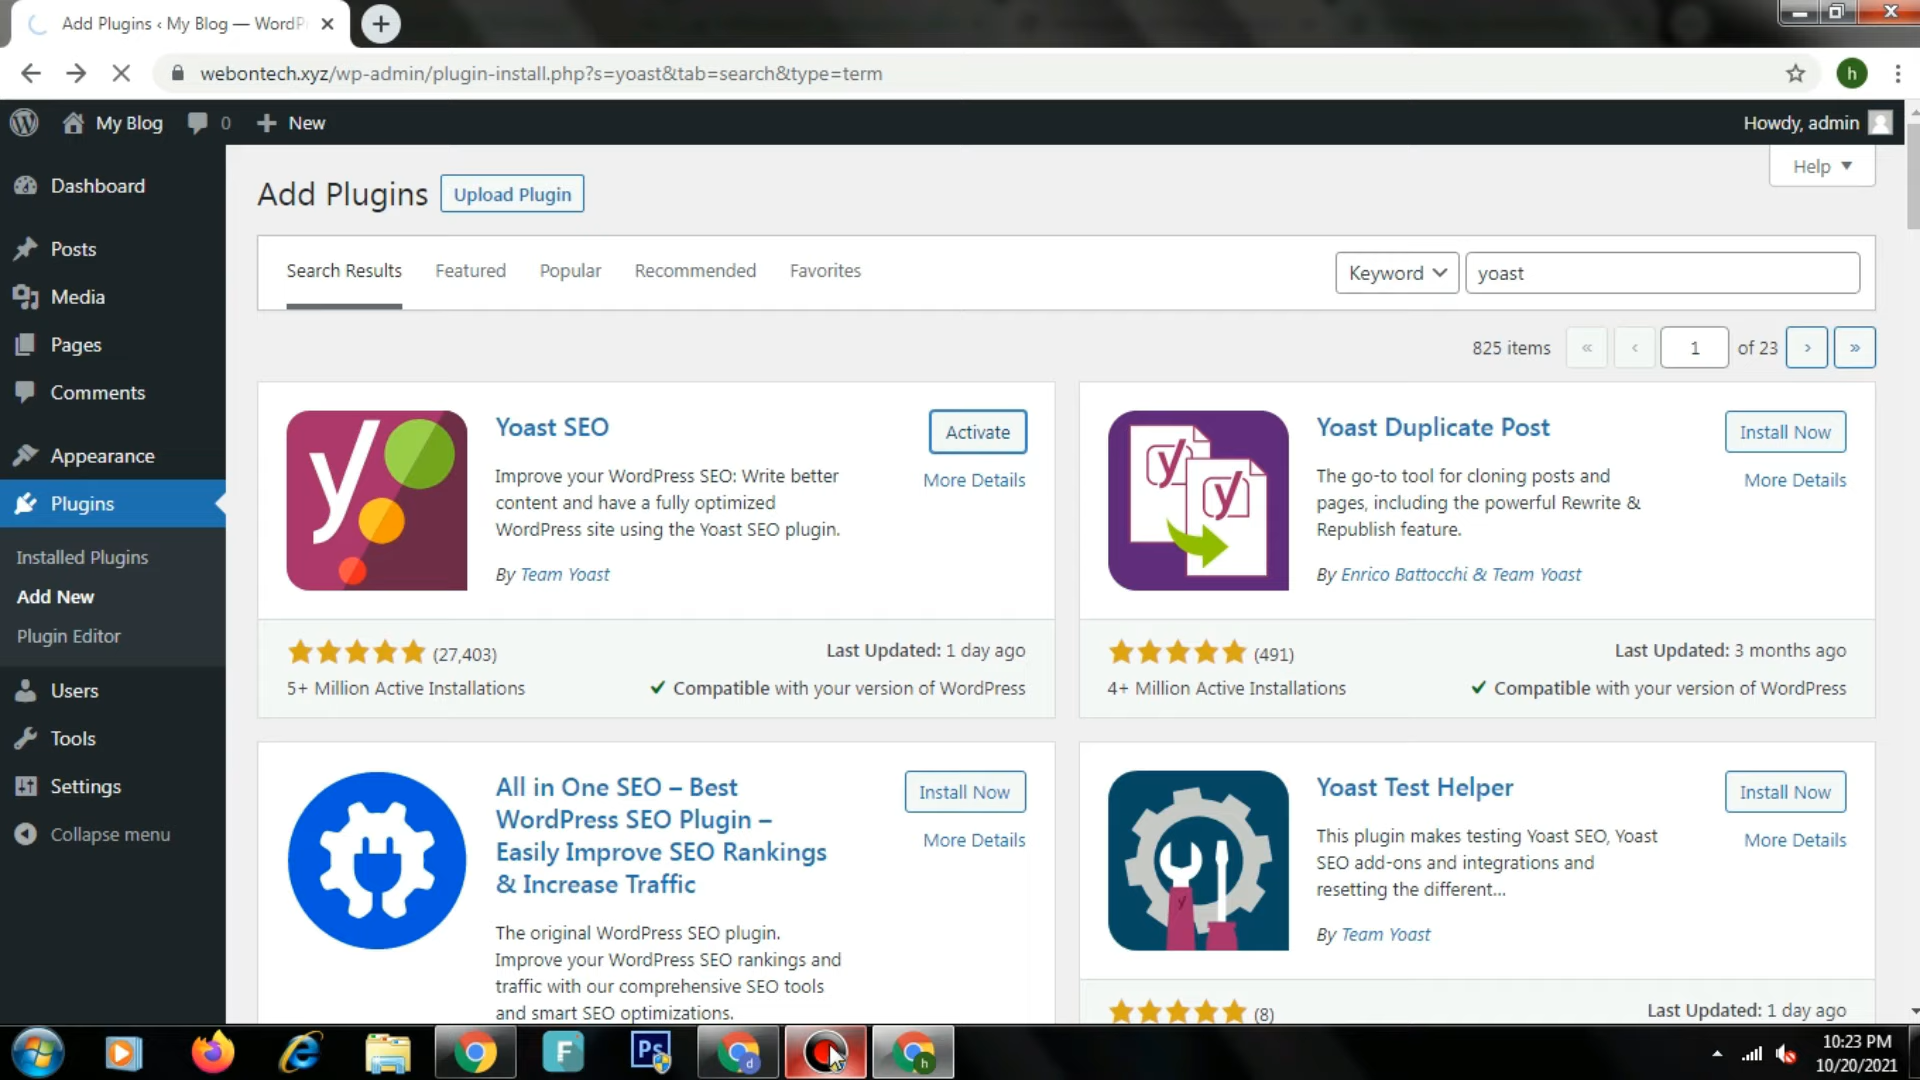 Add Plugins ‹ My Blog — WordP
webontech.xyz/wp-admin/plugin-install.php?s=yoast&tab=search&type=term
h
My Blog
0
New
Howdy, admin
Dashboard
Posts
Media
Pages
Comments
Appearance
Plugins
Installed Plugins
Add New
Plugin Editor
Users
Tools
Settings
Collapse menu
Add Plugins
Upload Plugin
Help
Search Results
Featured
Popular
Recommended
Favorites
Keyword
yoast
825 items
«
‹
1
of 23
›
»
y
Yoast SEO
Activate
More Details
Improve your WordPress SEO: Write better
content and have a fully optimized
WordPress site using the Yoast SEO plugin.
By Team Yoast
(27,403)
Last Updated: 1 day ago
5+ Million Active Installations
Compatible with your version of WordPress
y
y
Yoast Duplicate Post
Install Now
More Details
The go-to tool for cloning posts and
pages, including the powerful Rewrite &
Republish feature.
By Enrico Battocchi & Team Yoast
(491)
Last Updated: 3 months ago
4+ Million Active Installations
Compatible with your version of WordPress
All in One SEO – Best
WordPress SEO Plugin –
Easily Improve SEO Rankings
& Increase Traffic
Install Now
More Details
The original WordPress SEO plugin.
Improve your WordPress SEO rankings and
traffic with our comprehensive SEO tools
and smart SEO optimizations.
y
Yoast Test Helper
Install Now
More Details
This plugin makes testing Yoast SEO, Yoast
SEO add-ons and integrations and
resetting the different...
By Team Yoast
(8)
Last Updated: 1 day ago
F
Ps
d
h
10:23 PM
10/20/2021